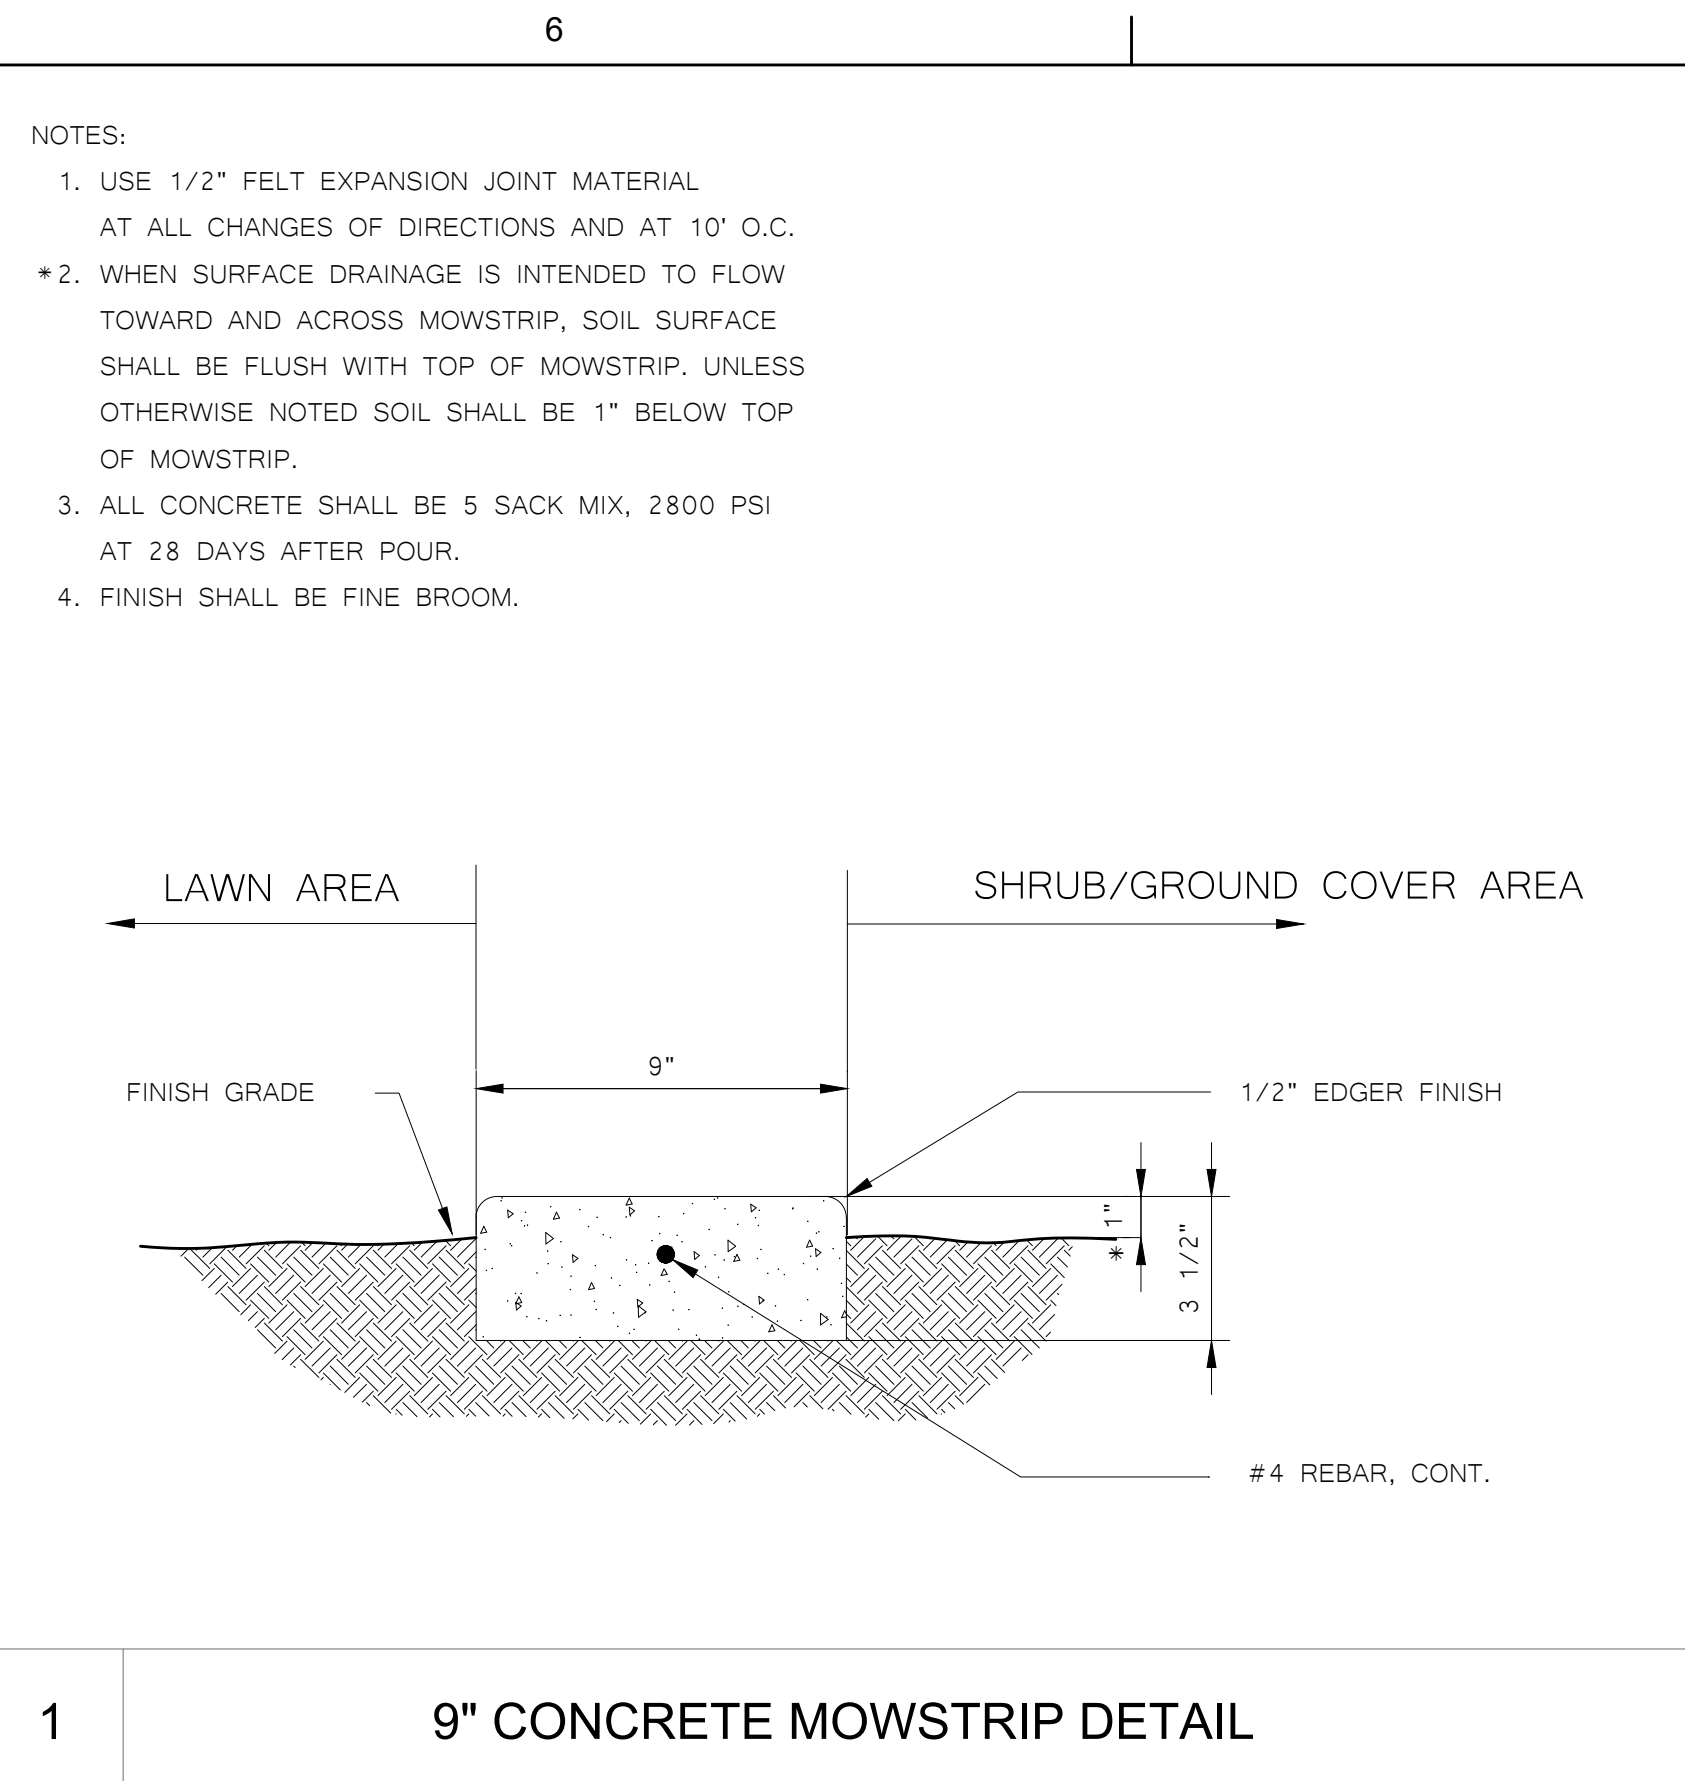 6
NOTES:
1. USE 1/2" FELT EXPANSION JOINT MATERIAL
AT ALL CHANGES OF DIRECTIONS AND AT 10' O.C.
*2. WHEN SURFACE DRAINAGE IS INTENDED TO FLOW
TOWARD AND ACROSS MOWSTRIP, SOIL SURFACE
SHALL BE FLUSH WITH TOP OF MOWSTRIP. UNLESS
OTHERWISE NOTED SOIL SHALL BE 1" BELOW TOP
OF MOWSTRIP.
3. ALL CONCRETE SHALL BE 5 SACK MIX, 2800 PSI
AT 28 DAYS AFTER POUR.
4. FINISH SHALL BE FINE BROOM.
LAWN AREA
SHRUB/GROUND COVER AREA
9"
FINISH GRADE
1/2" EDGER FINISH
* 1"
3 1/2"
#4 REBAR, CONT.
1
9" CONCRETE MOWSTRIP DETAIL